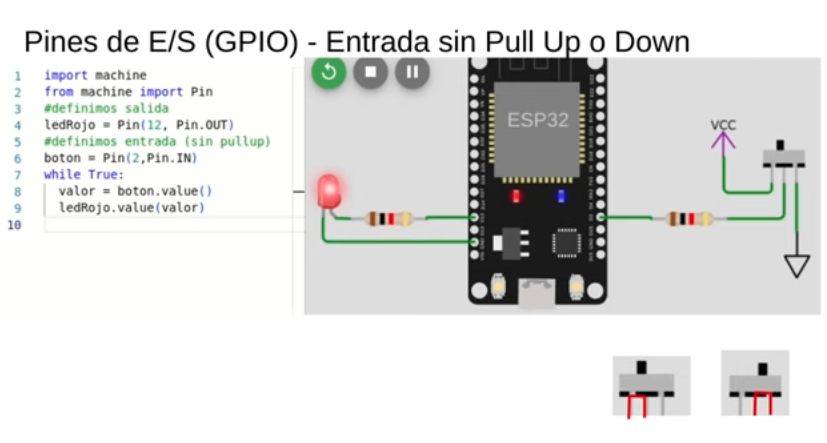 Pines de E/S (GPIO) - Entrada sin Pull Up o Down
1 import machine
2 from machine import Pin
3 #definimos salida
4 ledRojo = Pin(12, Pin.OUT)
5 #definimos entrada (sin pullup)
6 boton = Pin(2,Pin.IN)
7 while True:
8 valor = boton.value()
9 ledRojo.value(valor)
10
ESP32
VCC